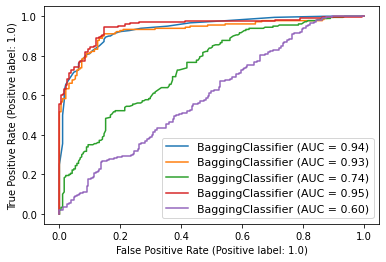 1.0
0.8
0.6
0.4
0.2
0.0
True Positive Rate (Positive label: 1.0)
BaggingClassifier (AUC = 0.94)
BaggingClassifier (AUC = 0.93)
BaggingClassifier (AUC = 0.74)
BaggingClassifier (AUC = 0.95)
BaggingClassifier (AUC = 0.60)
0.0 0.2 0.4 0.6 0.8 1.0
False Positive Rate (Positive label: 1.0)